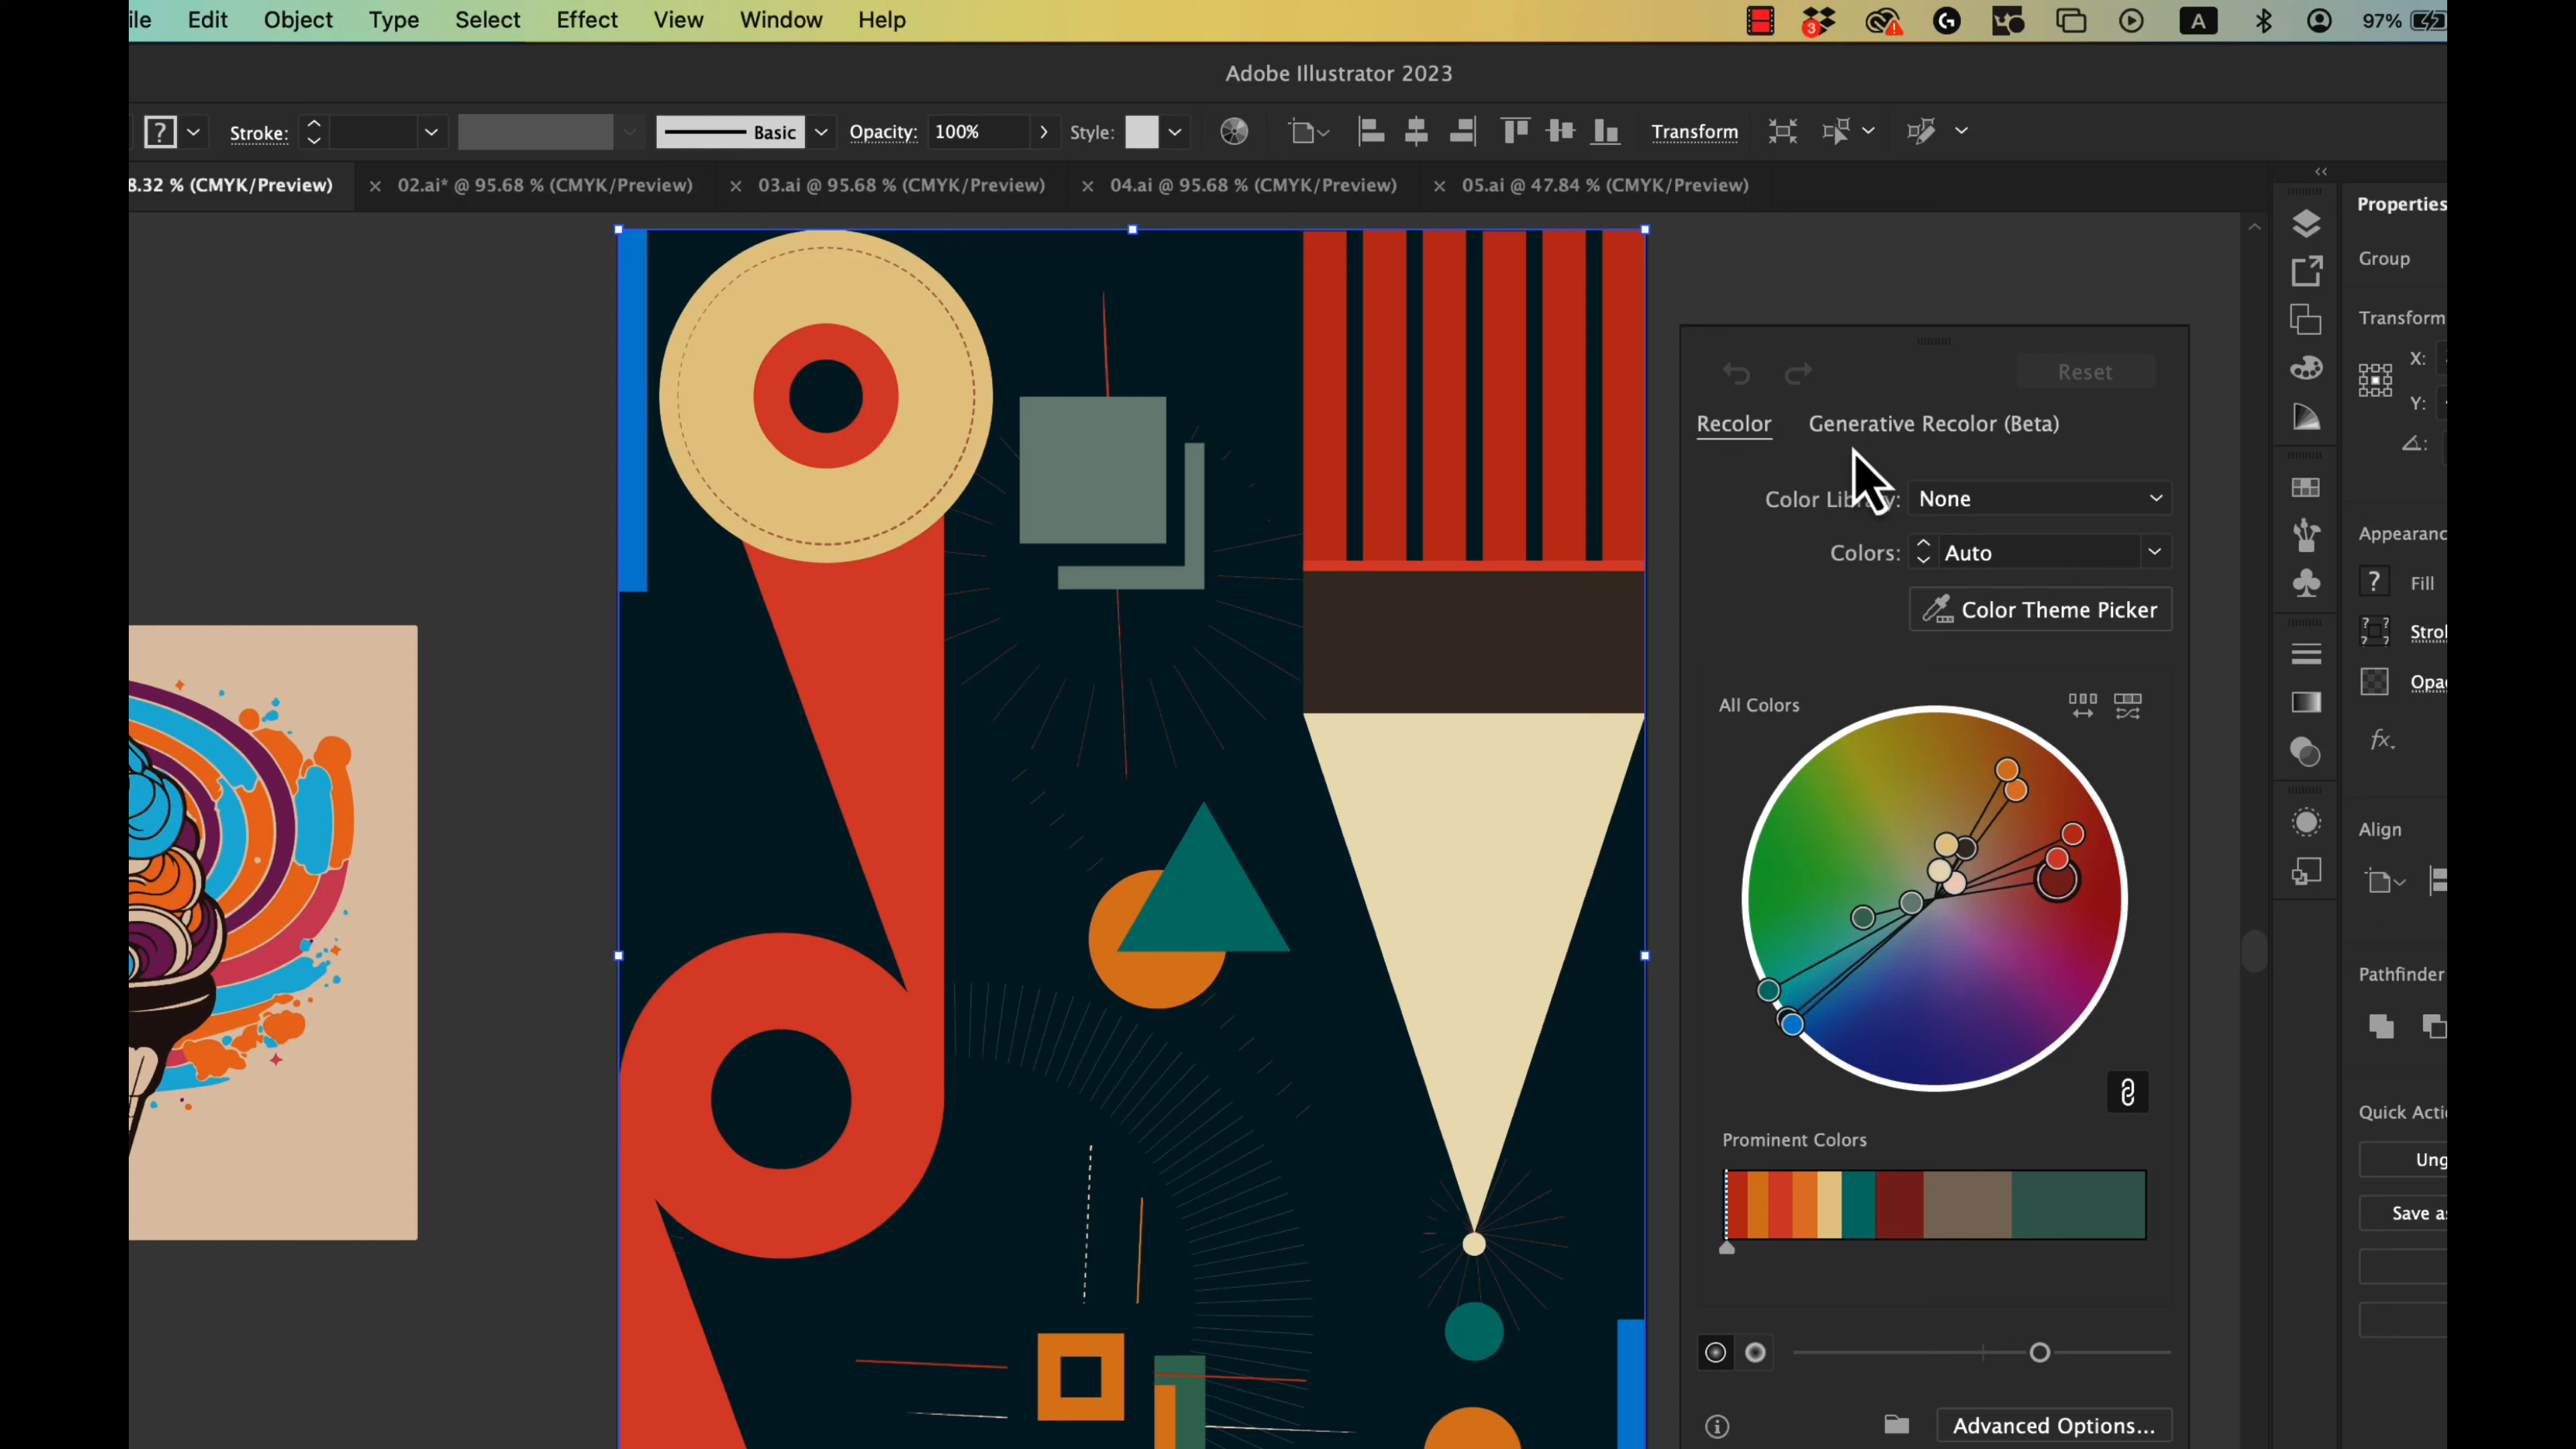 ile Edit Object Type Select Effect View Window Help 3 A 97%
Adobe Illustrator 2023
? Stroke: Basic Opacity: 100% Style: Transform
8.32 % (CMYK/Preview) × 02.ai* @ 95.68 % (CMYK/Preview) × 03.ai @ 95.68 % (CMYK/Preview) × 04.ai @ 95.68 % (CMYK/Preview) × 05.ai @ 47.84 % (CMYK/Preview)
Properties
Group
Transform
X:
Y:
Reset
Recolor Generative Recolor (Beta)
Color Library: None
Colors: Auto
Color Theme Picker
All Colors
Prominent Colors
Advanced Options...
Appearanc
? Fill
Strol
Opac
fx.
Align
Pathfinder
Quick Acti
Ung
Save as